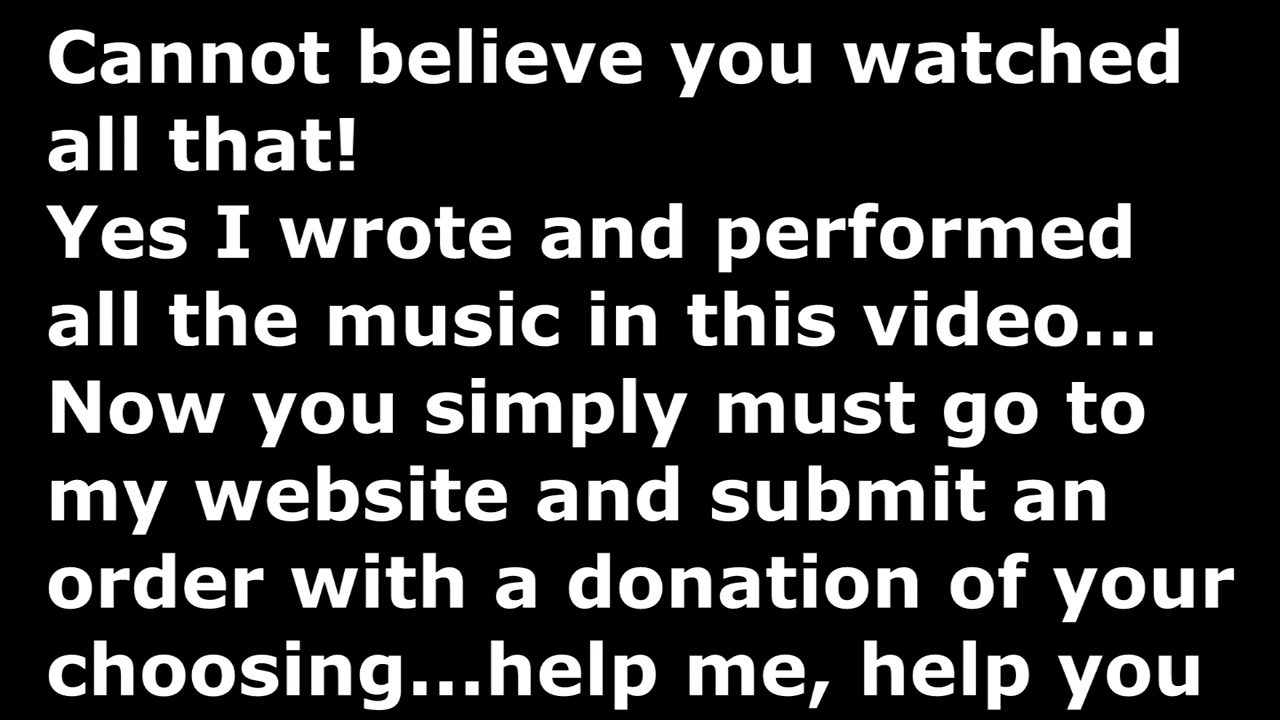 Cannot believe you watched
all that!
Yes I wrote and performed
all the music in this video...
Now you simply must go to
my website and submit an
order with a donation of your
choosing...help me, help you